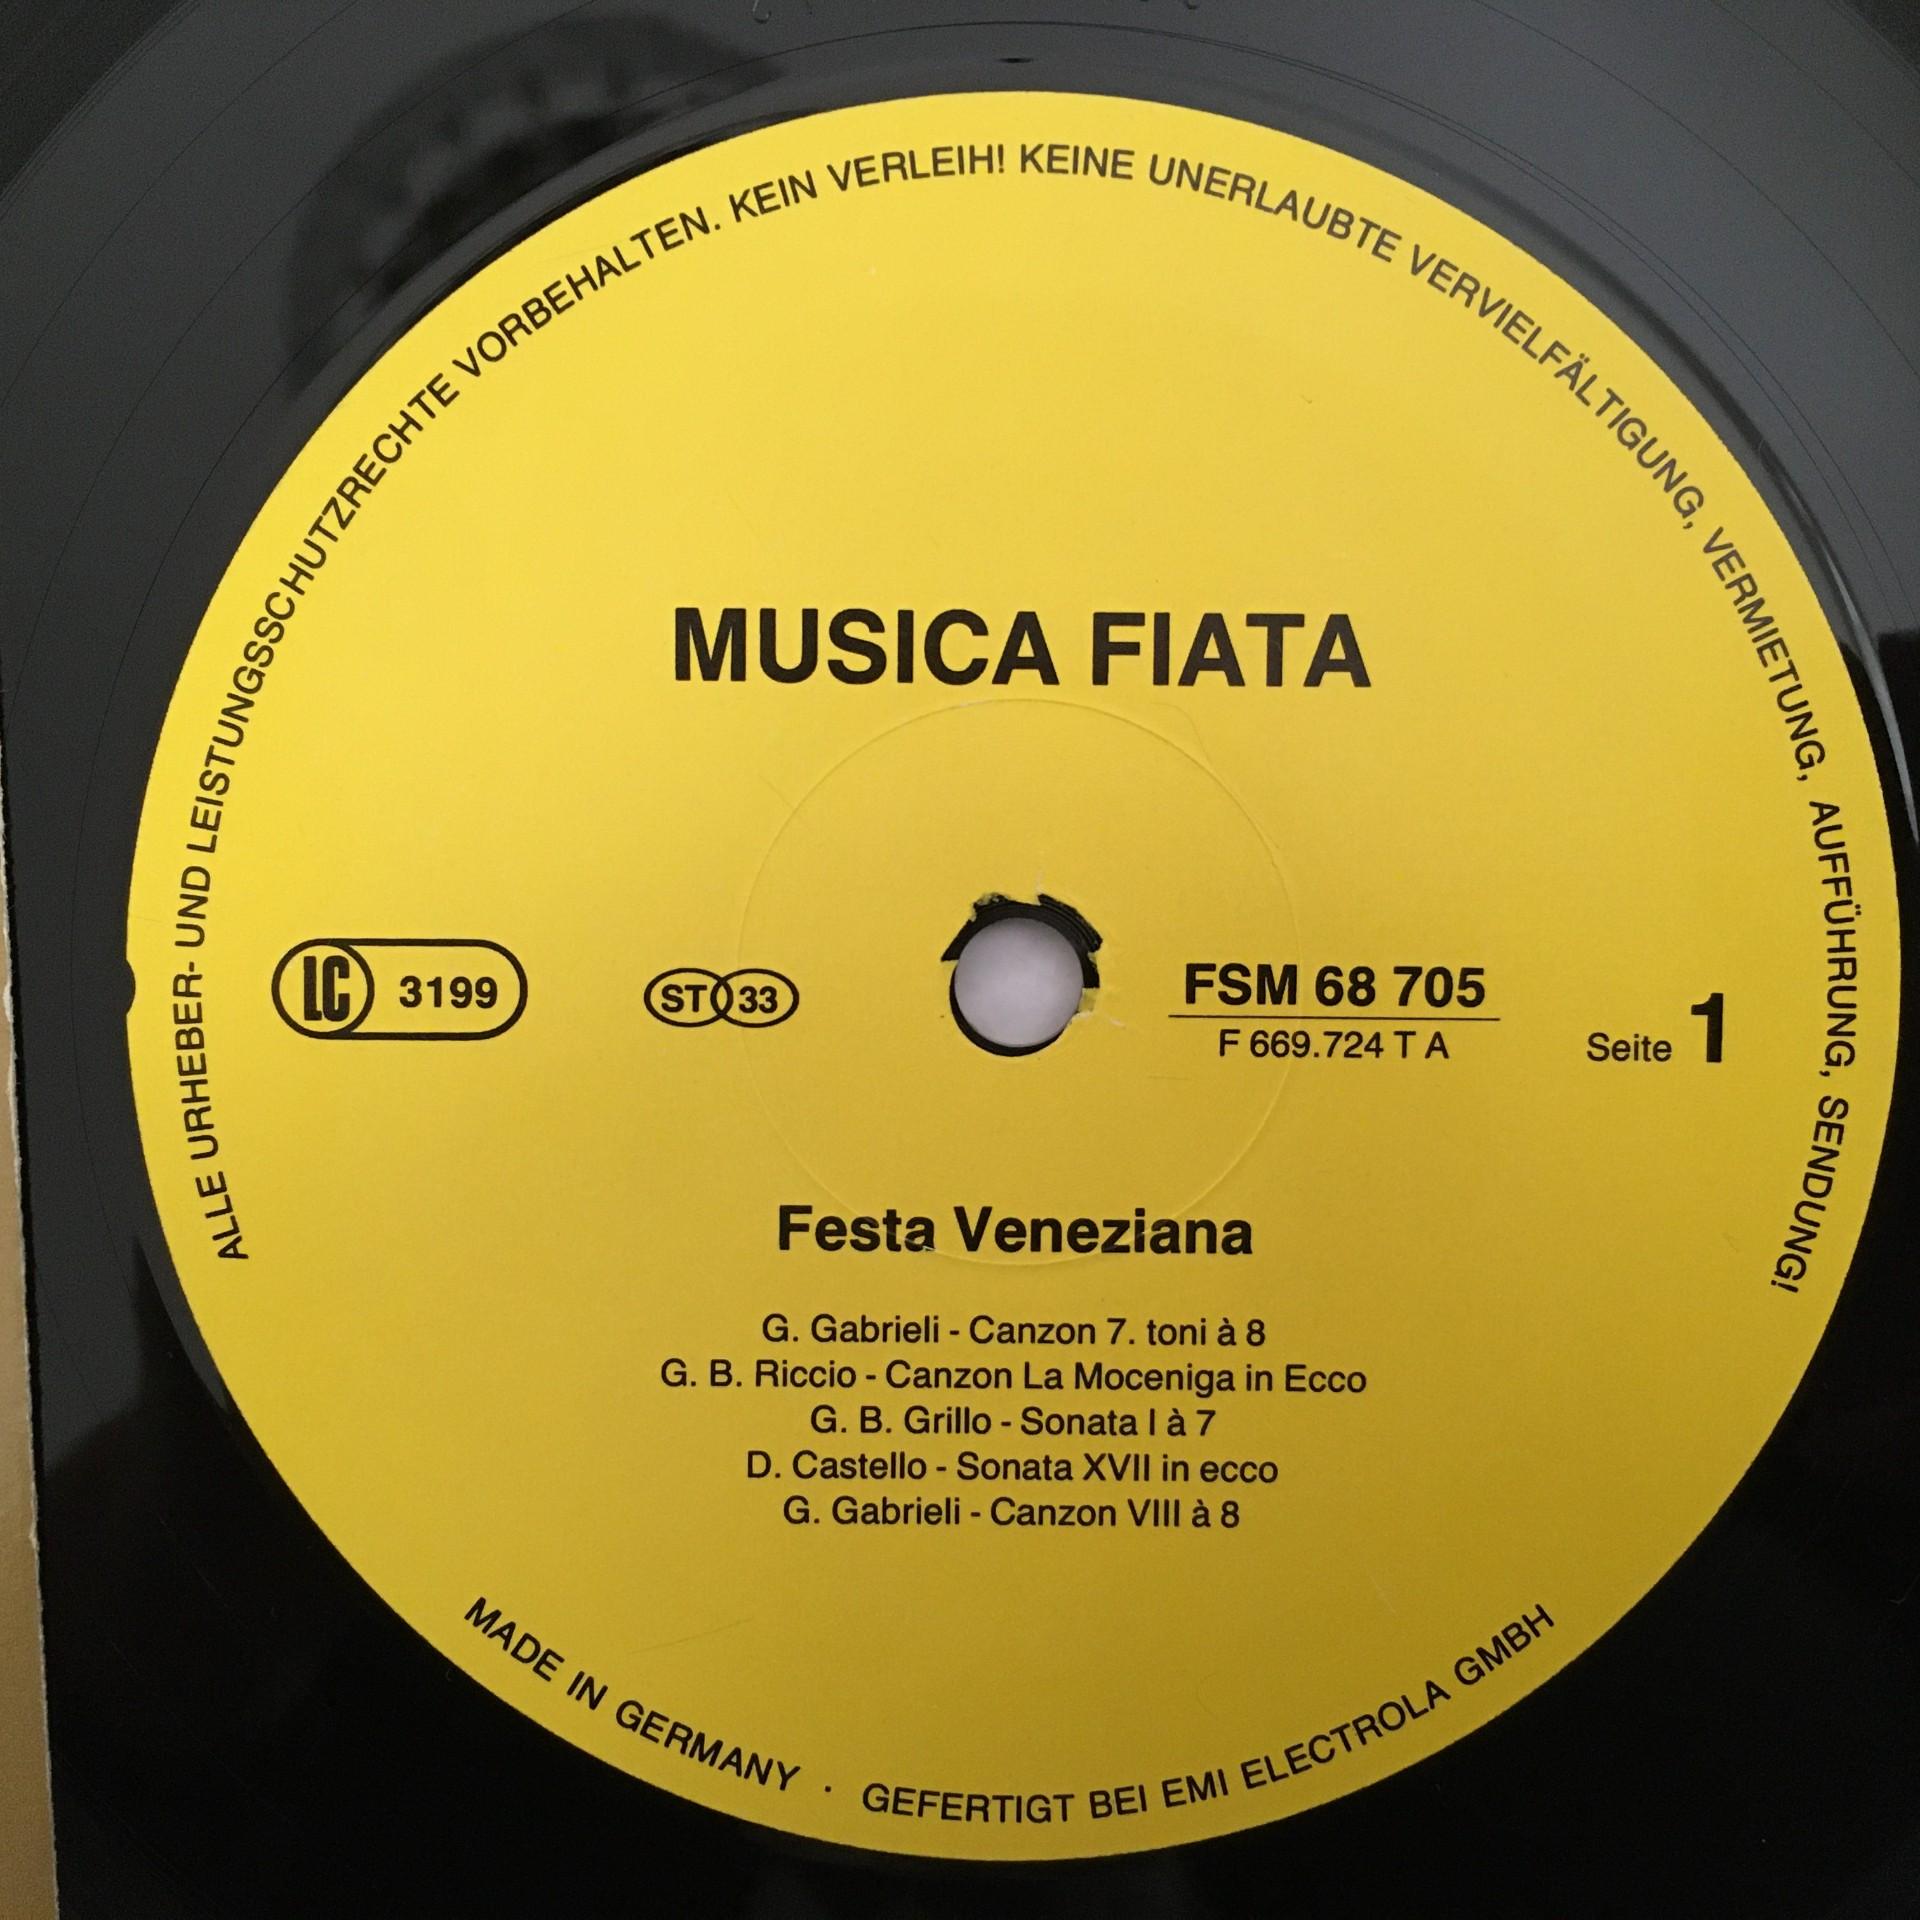 ALLE URHEBER- UND LEISTUNGSSCHUTZRECHTE VORBEHALTEN. KEIN VERLEIH! KEINE UNERLAUBTE VERVIELFÄLTIGUNG, VERMIETUNG, AUFFÜHRUNG, SENDUNG!
MUSICA FIATA
LC 3199
ST 33
FSM 68 705
F 669.724 T A
Seite 1
Festa Veneziana
G. Gabrieli - Canzon 7. toni à 8
G. B. Riccio - Canzon La Moceniga in Ecco
G. B. Grillo - Sonata I à 7
D. Castello - Sonata XVII in ecco
G. Gabrieli - Canzon VIII à 8
MADE IN GERMANY · GEFERTIGT BEI EMI ELECTROLA GMBH